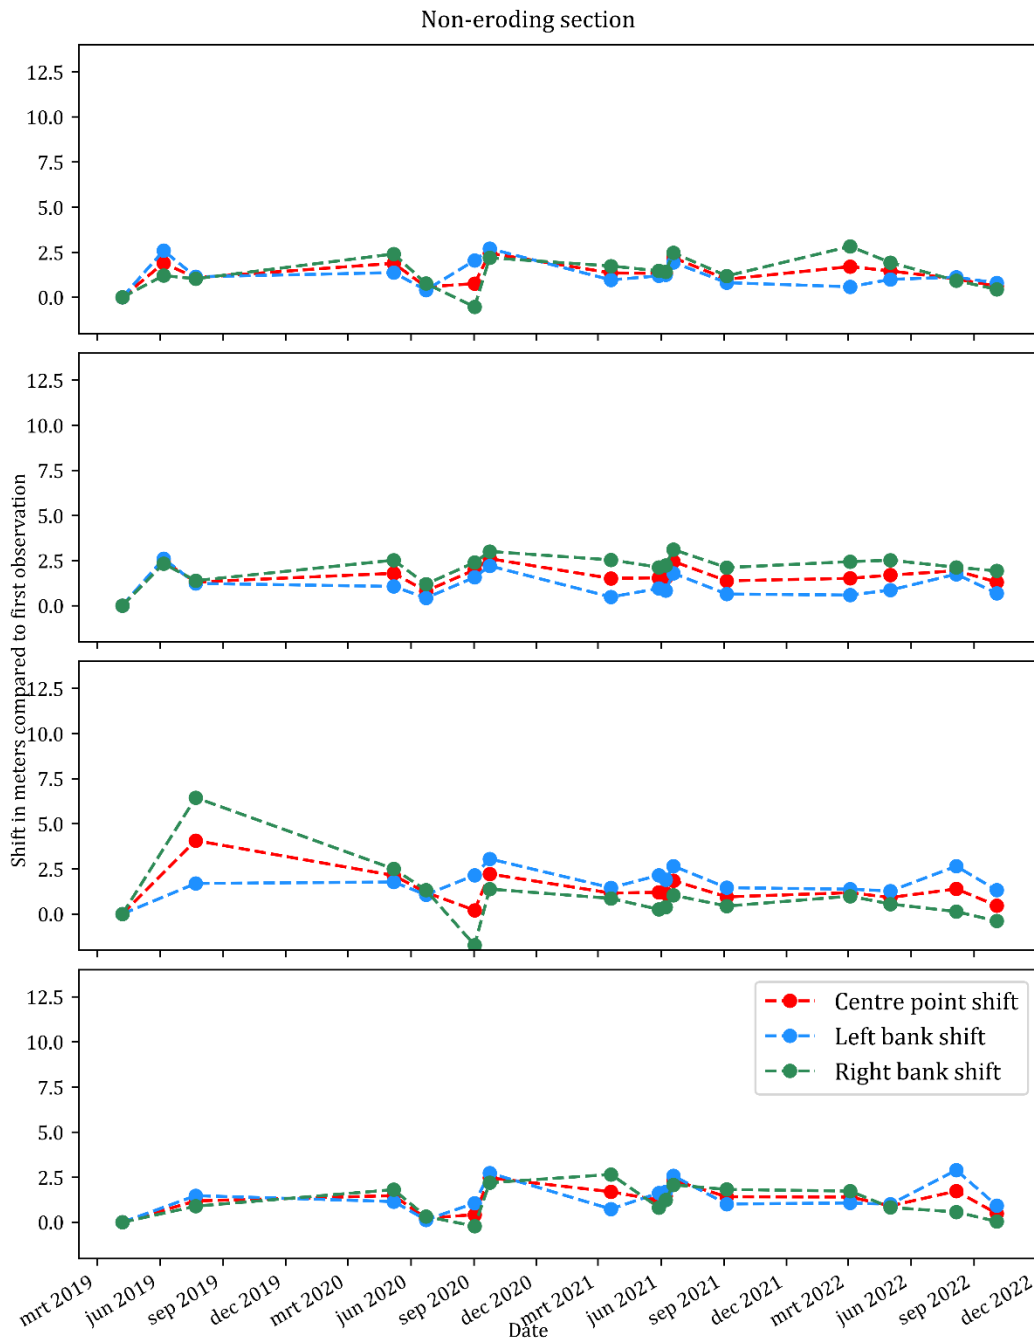 Non-eroding section
12.5
10.0
7.5
5.0
2.5
0.0
12.5
10.0
7.5
5.0
2.5
0.0
Shift in meters compared to first observation
12.5
10.0
7.5
5.0
2.5
0.0
12.5
10.0
7.5
5.0
2.5
0.0
Centre point shift
Left bank shift
Right bank shift
mrt 2019
jun 2019
sep 2019
dec 2019
mrt 2020
jun 2020
sep 2020
dec 2020
mrt 2021
jun 2021
sep 2021
dec 2021
mrt 2022
jun 2022
sep 2022
dec 2022
Date